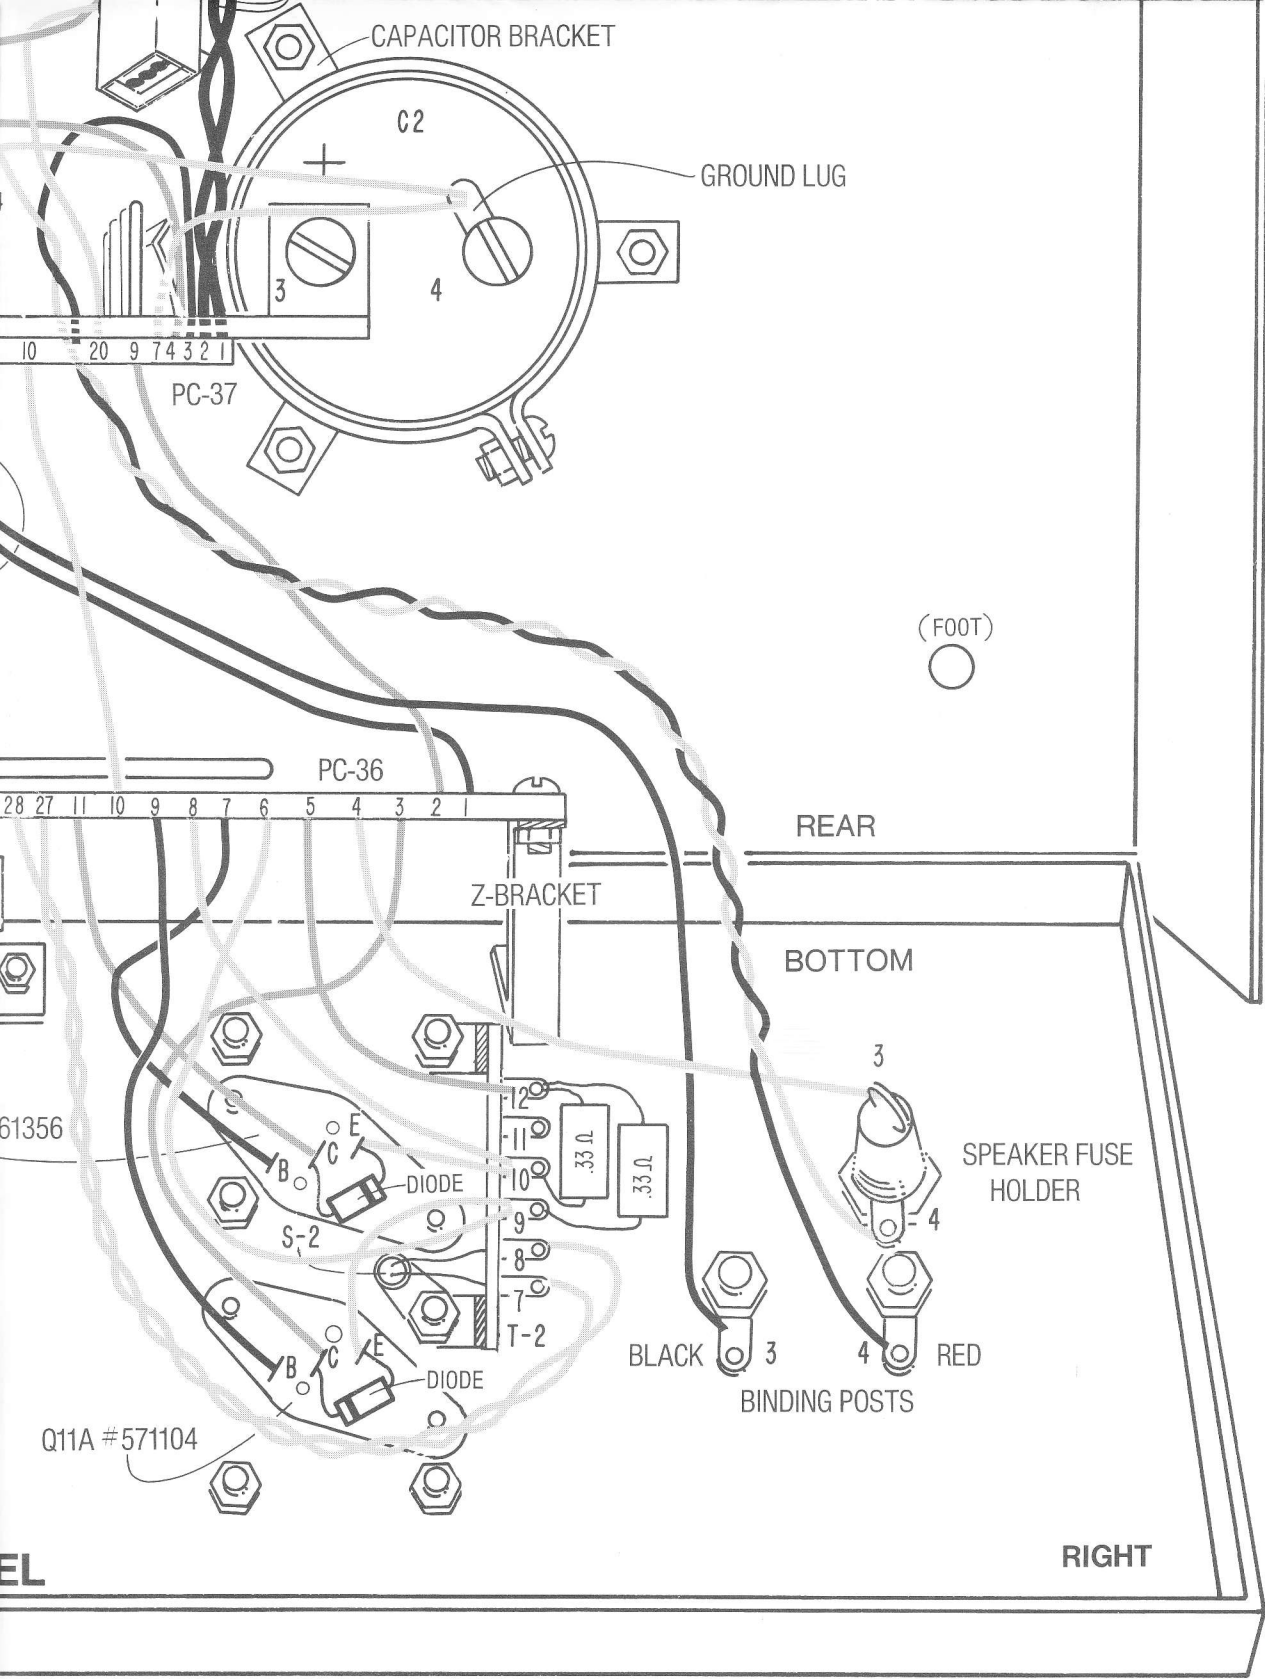 CAPACITOR BRACKET
C2
+
GROUND LUG
3
4
10 20 9 7 4 3 2 1
PC-37
(FOOT)
PC-36
28 27 11 10 9 8 7 6 5 4 3 2 1
REAR
Z-BRACKET
BOTTOM
3
12
61356
E
11
.33 Ω
C
SPEAKER FUSE
HOLDER
B
10
.33 Ω
DIODE
9
4
S-2
8
7
T-2
E
C
B
BLACK
3
4
RED
DIODE
BINDING POSTS
Q11A #571104
EL
RIGHT